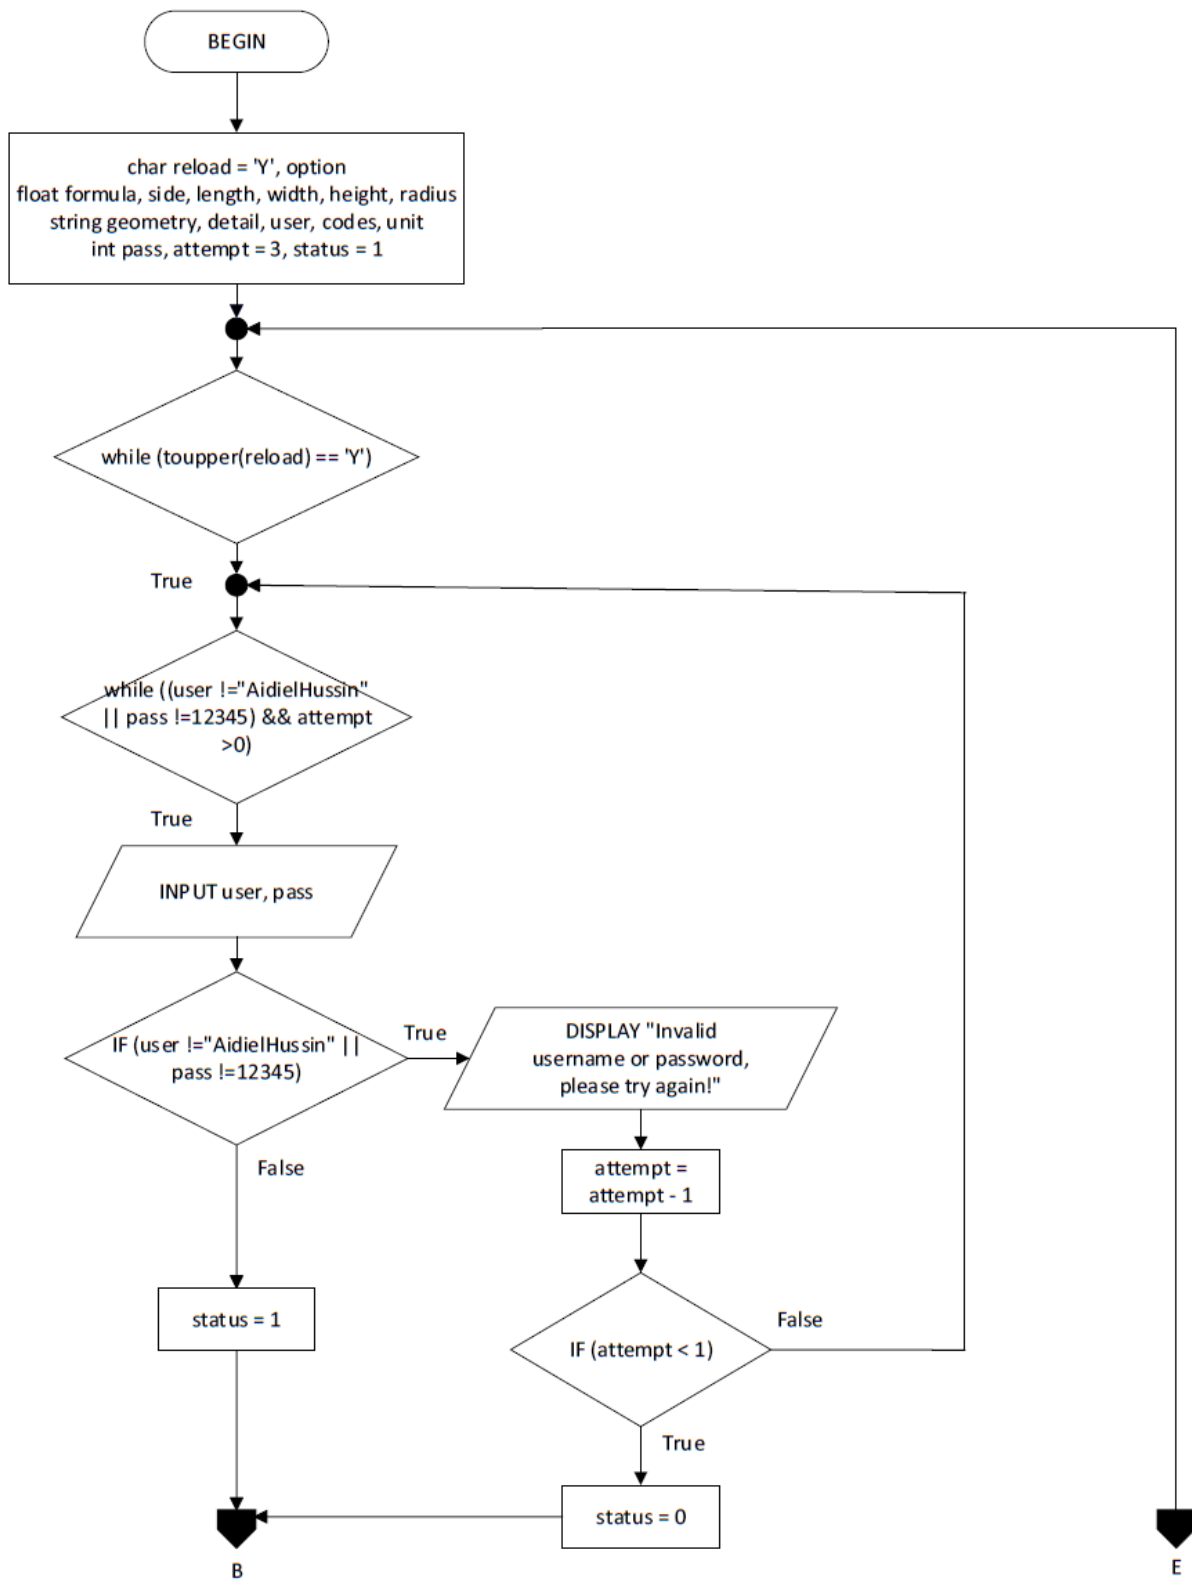 BEGIN
char reload = 'Y', option
float formula, side, length, width, height, radius
string geometry, detail, user, codes, unit
int pass, attempt = 3, status = 1
while (toupper(reload) == 'Y')
True
while ((user !="AidielHussin"
|| pass !=12345) && attempt
>0)
True
INPUT user, pass
IF (user !="AidielHussin" ||
pass !=12345)
True
DISPLAY "Invalid
username or password,
please try again!"
False
attempt =
attempt - 1
status = 1
IF (attempt < 1)
False
True
status = 0
B
E